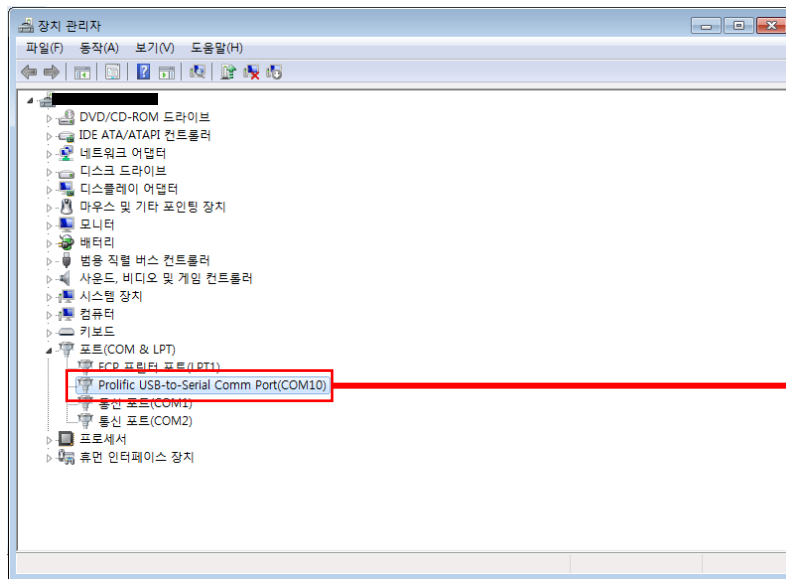 장치 관리자
파일(F) 동작(A) 보기(V) 도움말(H)
DVD/CD-ROM 드라이브
IDE ATA/ATAPI 컨트롤러
네트워크 어댑터
디스크 드라이브
디스플레이 어댑터
마우스 및 기타 포인팅 장치
모니터
배터리
범용 직렬 버스 컨트롤러
사운드, 비디오 및 게임 컨트롤러
시스템 장치
컴퓨터
키보드
포트(COM & LPT)
ECP 프린터 포트(LPT1)
Prolific USB-to-Serial Comm Port(COM10)
통신 포트(COM1)
통신 포트(COM2)
프로세서
휴먼 인터페이스 장치